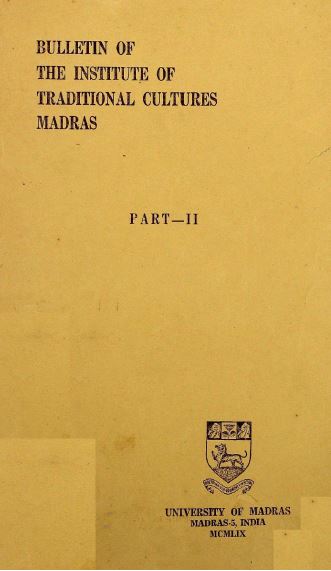 BULLETIN OF
THE INSTITUTE OF
TRADITIONAL CULTURES
MADRAS
PART—II
UNIVERSITY OF MADRAS
MADRAS-5, INDIA
MCMLIX